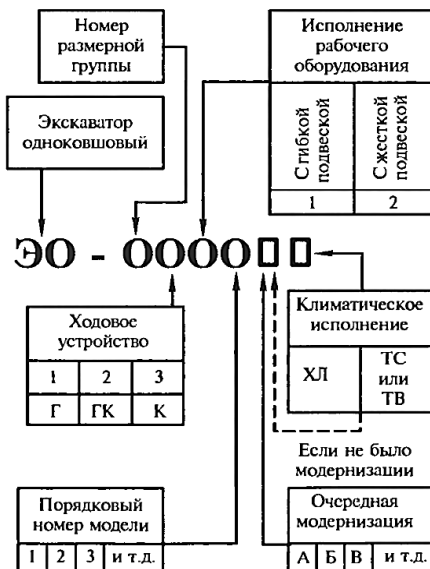 Номер
размерной
группы
Исполнение
рабочего
оборудования
С гибкой
подвеской
С жесткой
подвеской
1 2
Экскаватор
одноковшовый
ЭО - ОООО
Ходовое
устройство
1 2 3
Г ГК К
Климатическое
исполнение
ХЛ
ТС
или
ТВ
Если не было
модернизации
Порядковый
номер модели
1 2 3 и т.д.
Очередная
модернизация
А Б В и т.д.